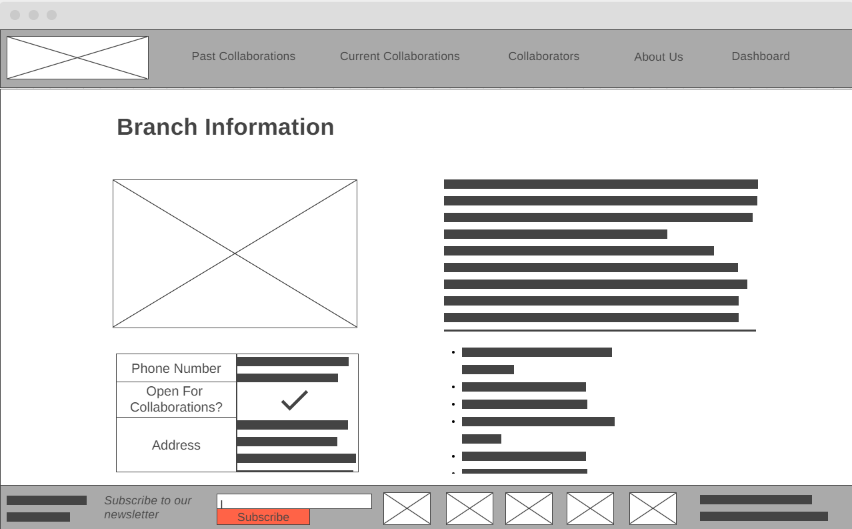 Past Collaborations
Current Collaborations
Collaborators
About Us
Dashboard
Branch Information
Phone Number
Open For
Collaborations?
Address
Subscribe to our
newsletter
Subscribe